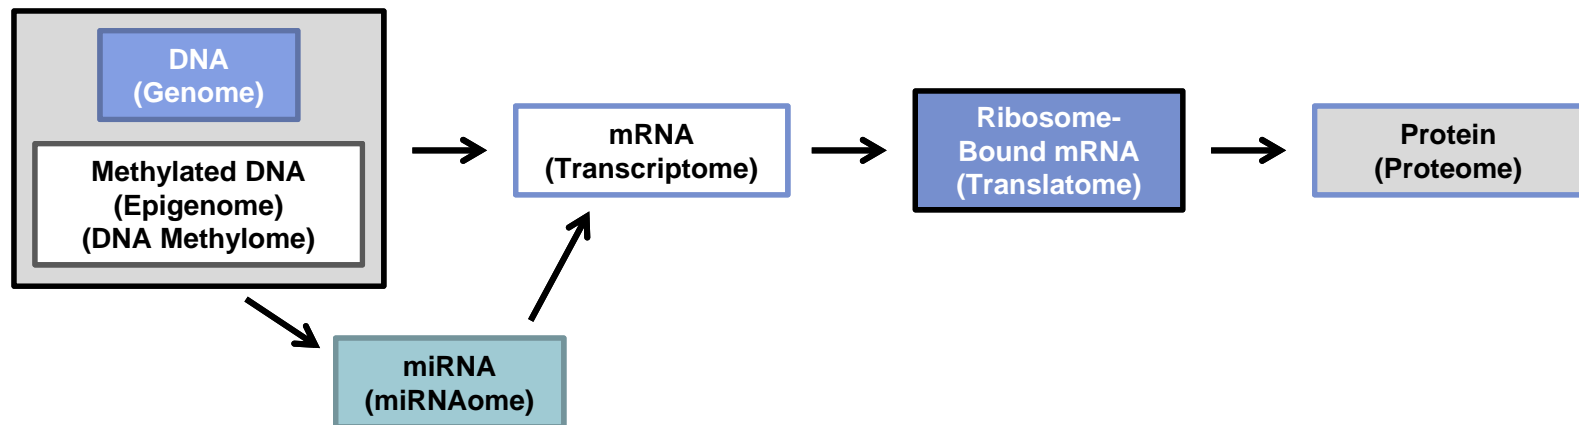 DNA
(Genome)
Methylated DNA
(Epigenome)
(DNA Methylome)
mRNA
(Transcriptome)
Ribosome-
Bound mRNA
(Translatome)
Protein
(Proteome)
miRNA
(miRNAome)